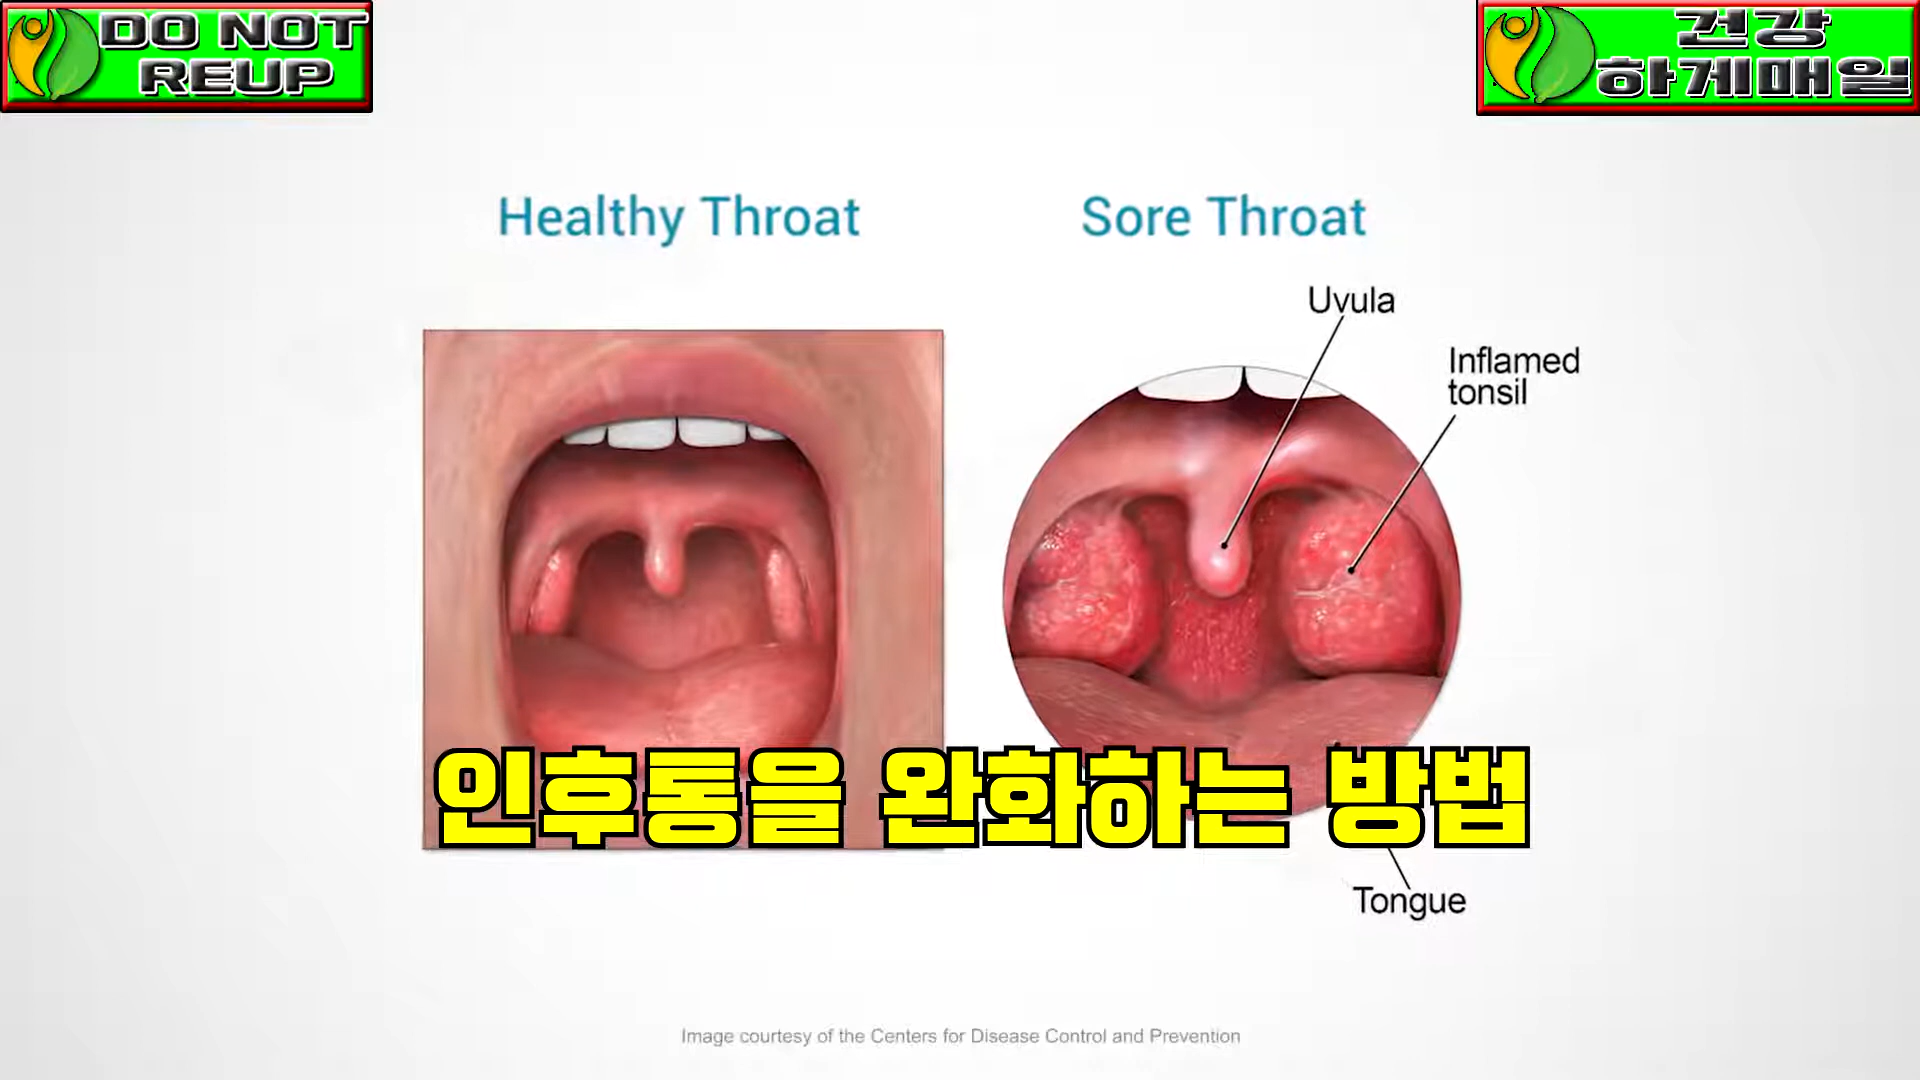 DO NOT
REUP
건강
하게매일
Healthy Throat
Sore Throat
Uvula
Inflamed
tonsil
인후통을 완화하는 방법
Tongue
Image courtesy of the Centers for Disease Control and Prevention